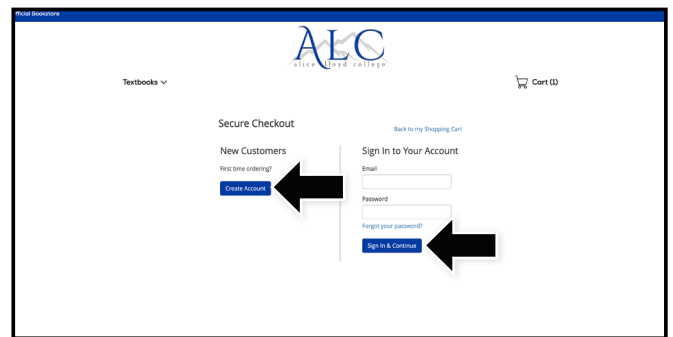 fficial Bookstore
ALC
alice lloyd college
Textbooks
Cart (1)
Secure Checkout
Back to my Shopping Cart
New Customers
First time ordering?
Create Account
Sign In to Your Account
Email
Password
Forgot your password?
Sign In & Continue